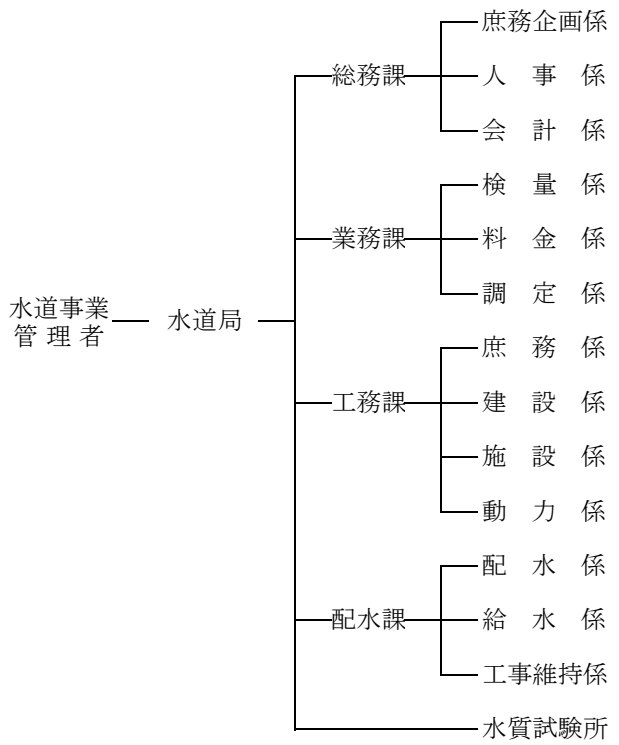 水道事業
管理者
水道局
総務課
庶務企画係
人事係
会計係
業務課
検量係
料金係
調定係
工務課
庶務係
建設係
施設係
動力係
配水課
配水係
給水係
工事維持係
水質試験所